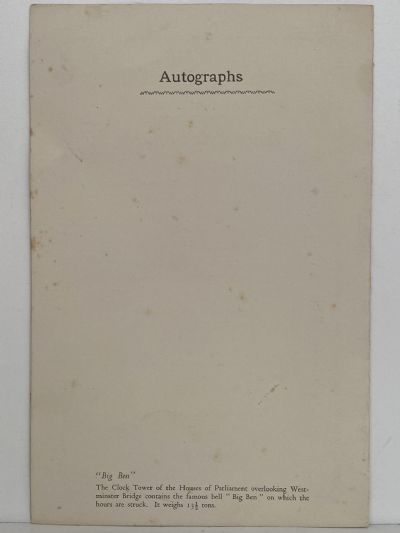 Autographs
"Big Ben"
The Clock Tower of the Houses of Parliament overlooking West-
minster Bridge contains the famous bell "Big Ben" on which the
hours are struck. It weighs 13½ tons.